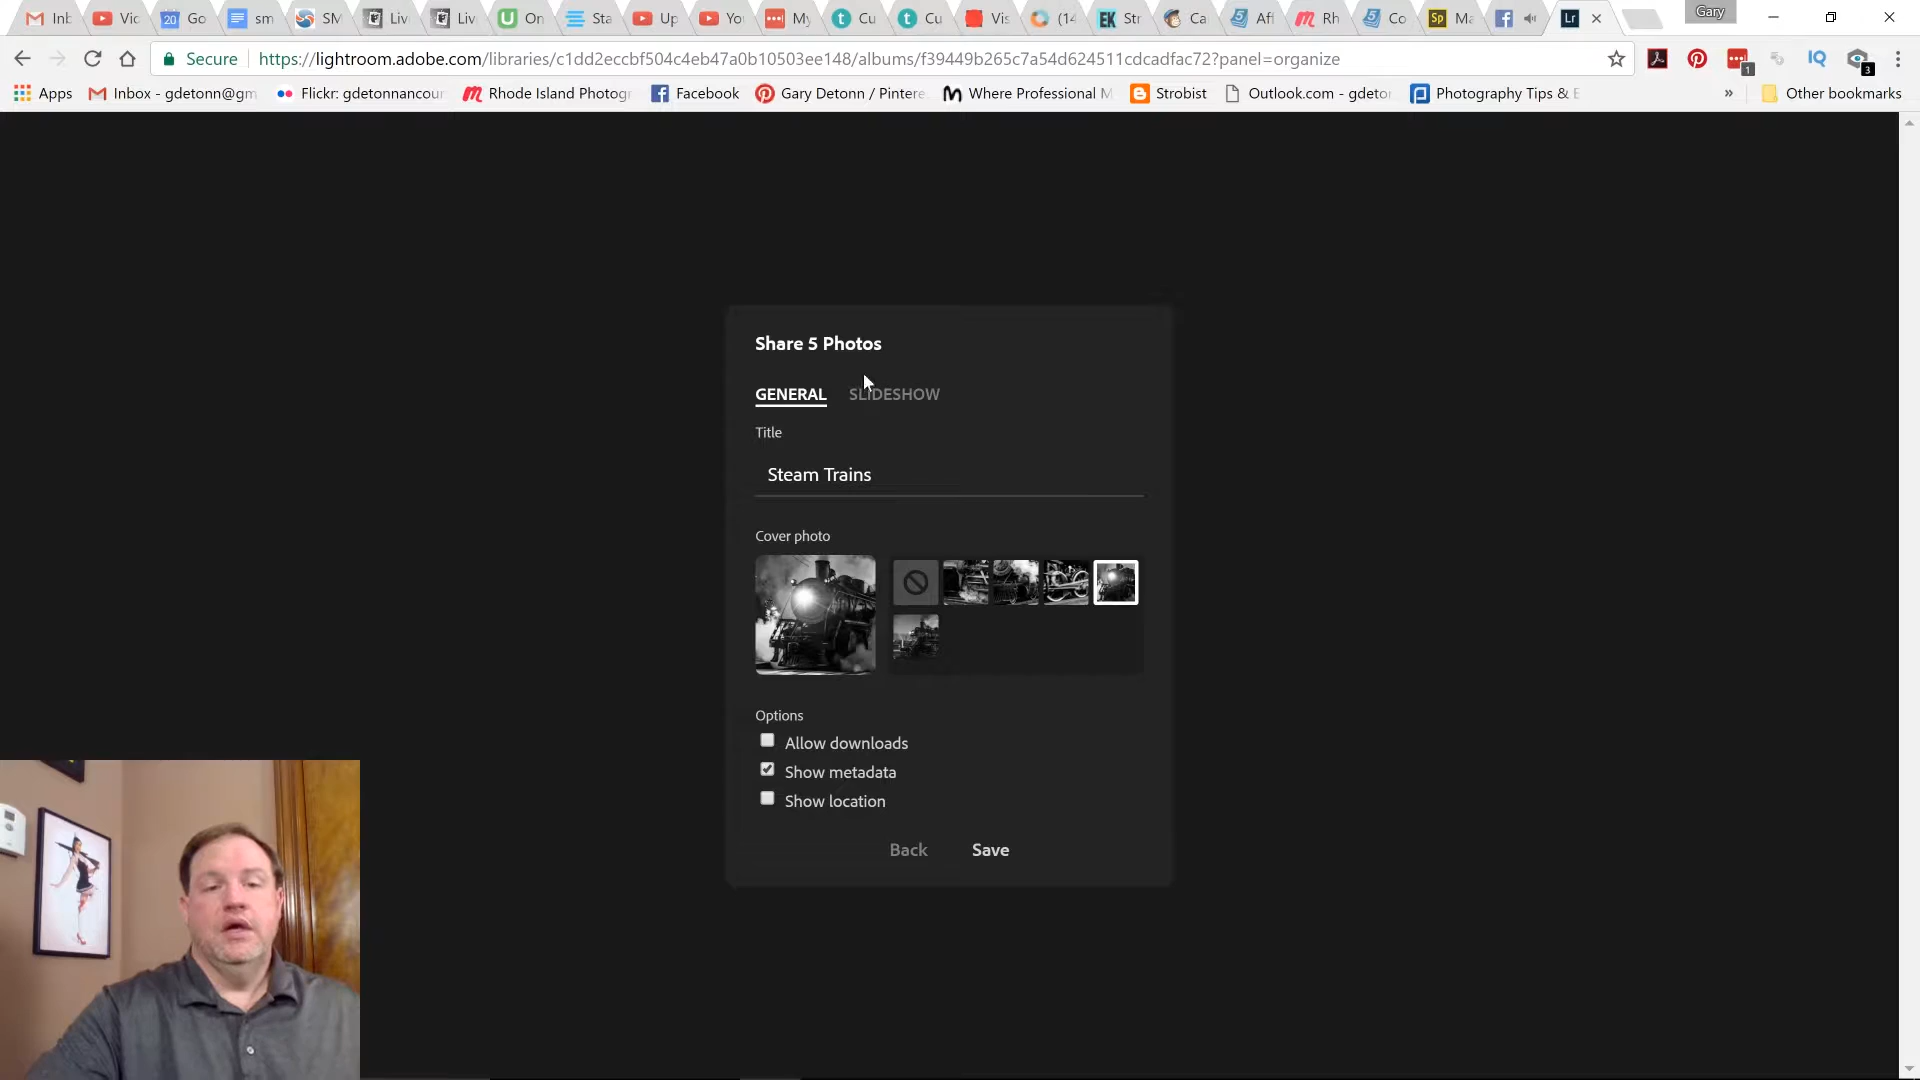 Inb Vic Go sm SM Liv Liv On Sta Up Yo My Cu Cu Vis (14 Str Ca Afl Rh Co Ma Gary
Secure https://lightroom.adobe.com/libraries/c1dd2eccbf504c4eb47a0b10503ee148/albums/f39449b265c7a54d624511cdcadfac72?panel=organize
Apps Inbox - gdetonn@gm Flickr: gdetonnancou Rhode Island Photog Facebook Gary Detonn / Pintere Where Professional M Strobist Outlook.com - gdeto Photography Tips & E » Other bookmarks
Share 5 Photos
GENERAL SLIDESHOW
Title
Steam Trains
Cover photo
Options
Allow downloads
Show metadata
Show location
Back Save